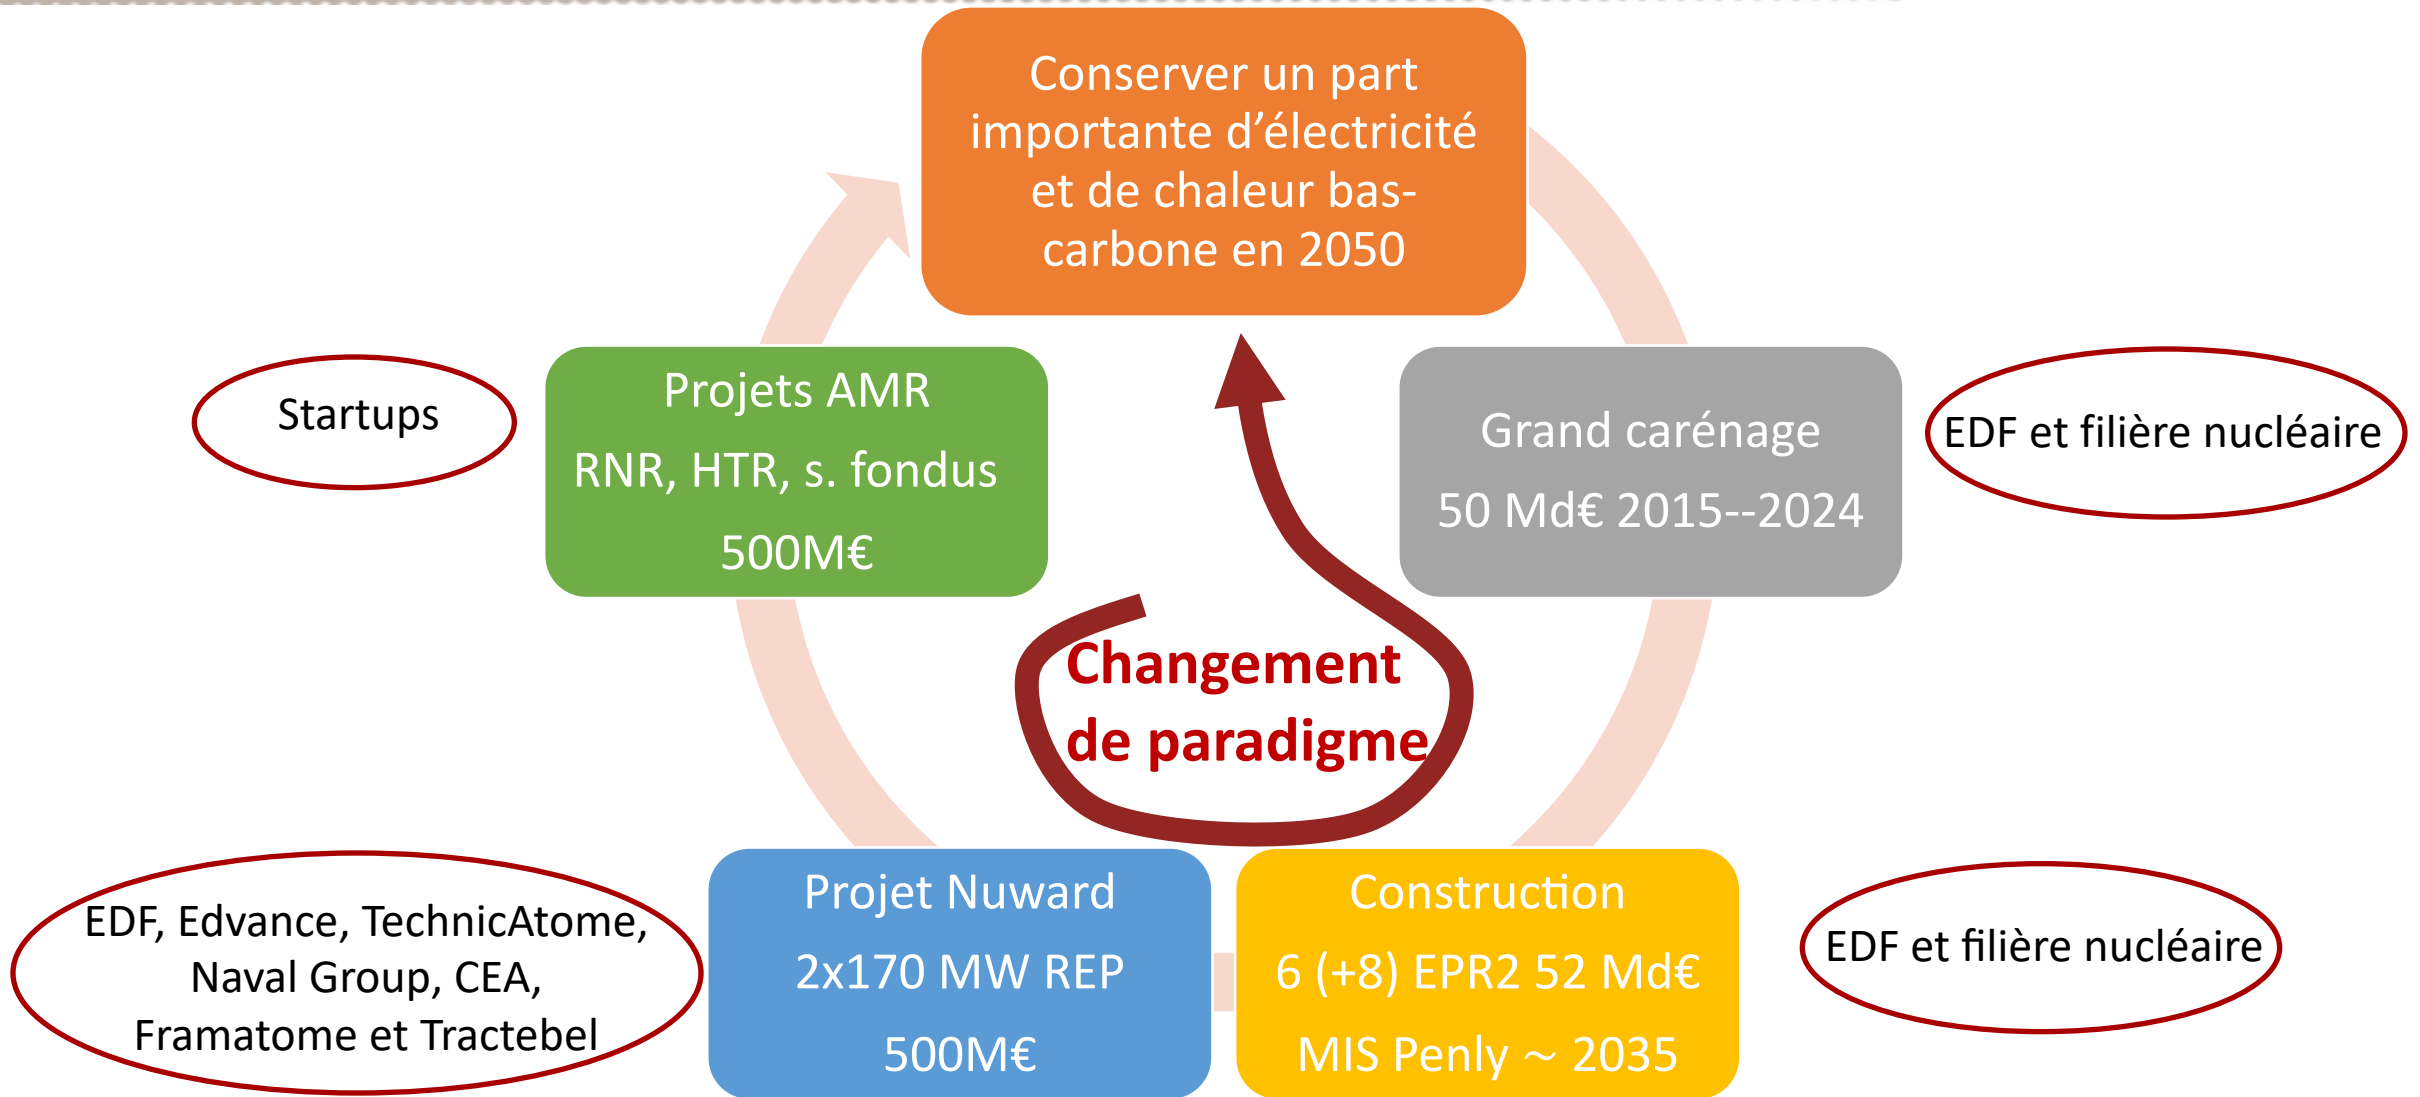 Conserver un part
importante d’électricité
et de chaleur bas-
carbone en 2050
Startups
Projets AMR
RNR, HTR, s. fondus
500M€
Grand carénage
50 Md€ 2015--2024
EDF et filière nucléaire
Changement
de paradigme
EDF, Edvance, TechnicAtome,
Naval Group, CEA,
Framatome et Tractebel
Projet Nuward
2x170 MW REP
500M€
Construction
6 (+8) EPR2 52 Md€
MIS Penly ~ 2035
EDF et filière nucléaire